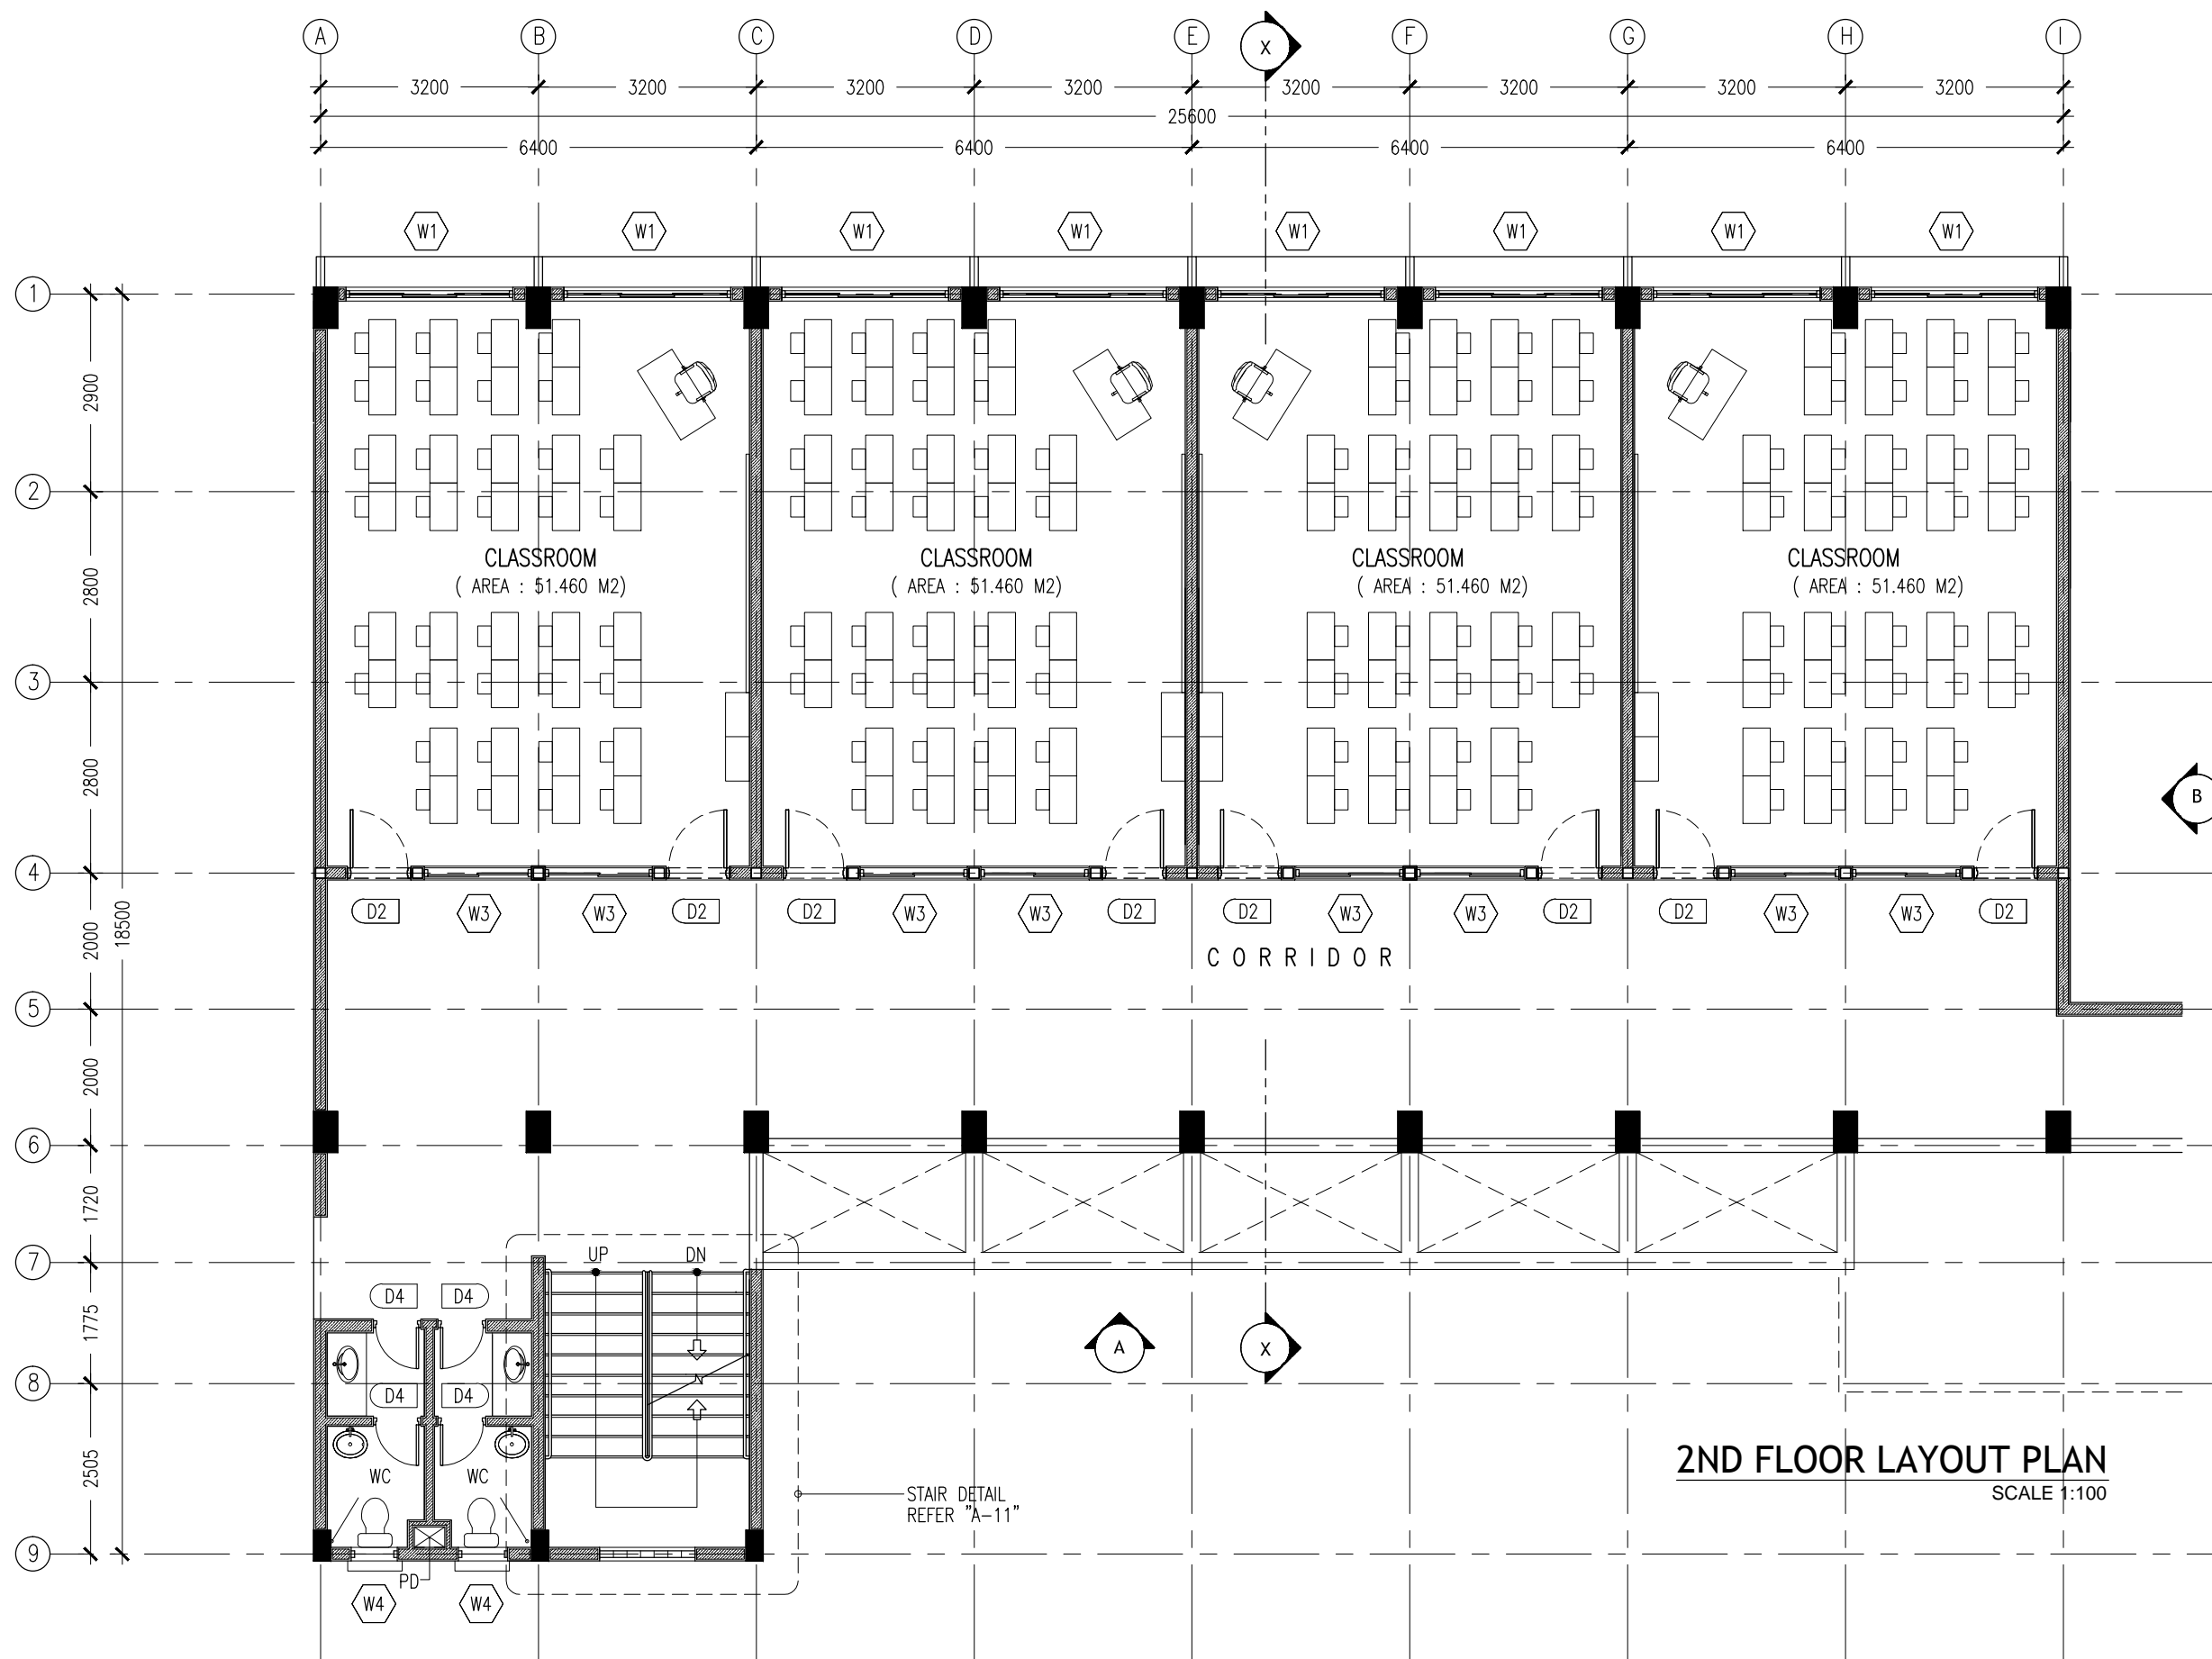 A B C D E X F G H I
3200 3200 3200 3200 3200 3200 3200 3200
25600
6400 6400 6400 6400
W1 W1 W1 W1 W1 W1 W1 W1
1
2900
2
CLASSROOM CLASSROOM CLASSROOM CLASSROOM
( AREA : 51.460 M2) ( AREA : 51.460 M2) ( AREA : 51.460 M2) ( AREA : 51.460 M2)
2800
3
2800
B
4
D2 W3 W3 D2 D2 W3 W3 D2 D2 W3 W3 D2 D2 W3 W3 D2
18500
2000
CORRIDOR
5
2000
6
1720
UP DN
7
D4 D4
1775
A X
8
D4 D4
2505
WC WC
2ND FLOOR LAYOUT PLAN
SCALE 1:100
STAIR DETAIL
REFER "A-11"
9
PD
W4 W4